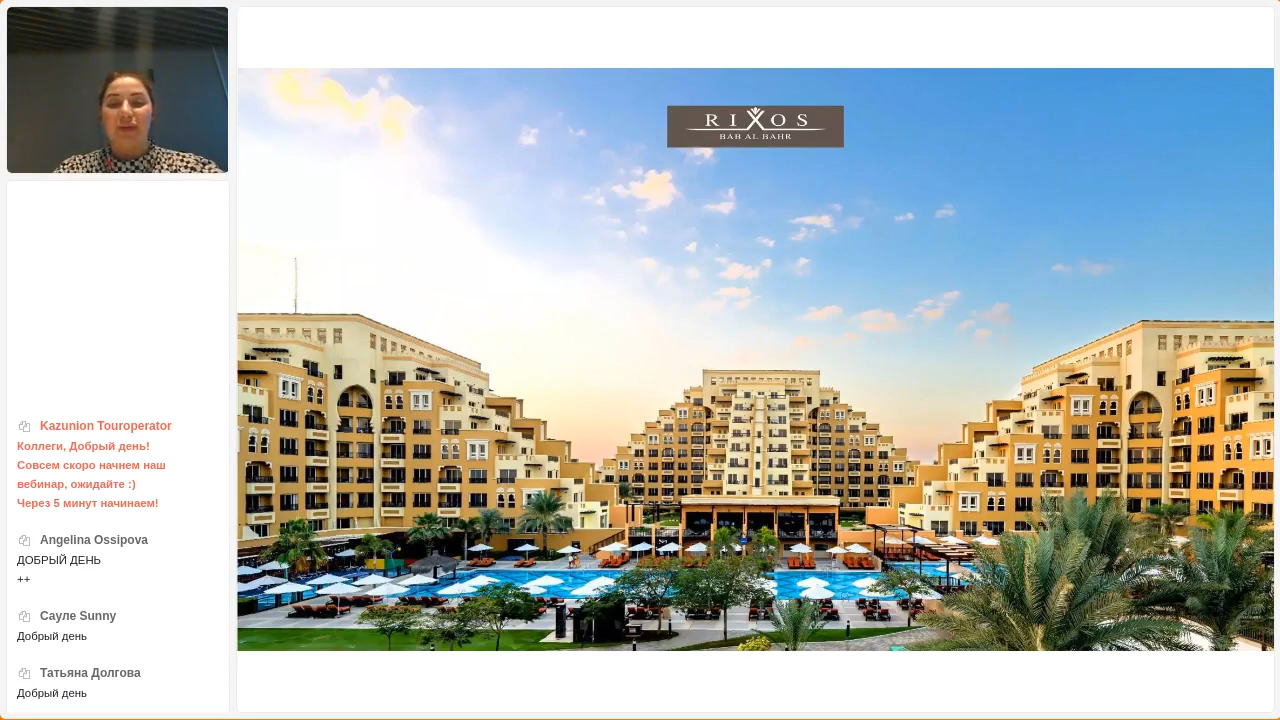 Kazunion Touroperator
Коллеги, Добрый день!
Совсем скоро начнем наш
вебинар, ожидайте :)
Через 5 минут начинаем!
Angelina Ossipova
ДОБРЫЙ ДЕНЬ
++
Сауле Sunny
Добрый день
Татьяна Долгова
Добрый день
RIXOS
BAB AL BAHR